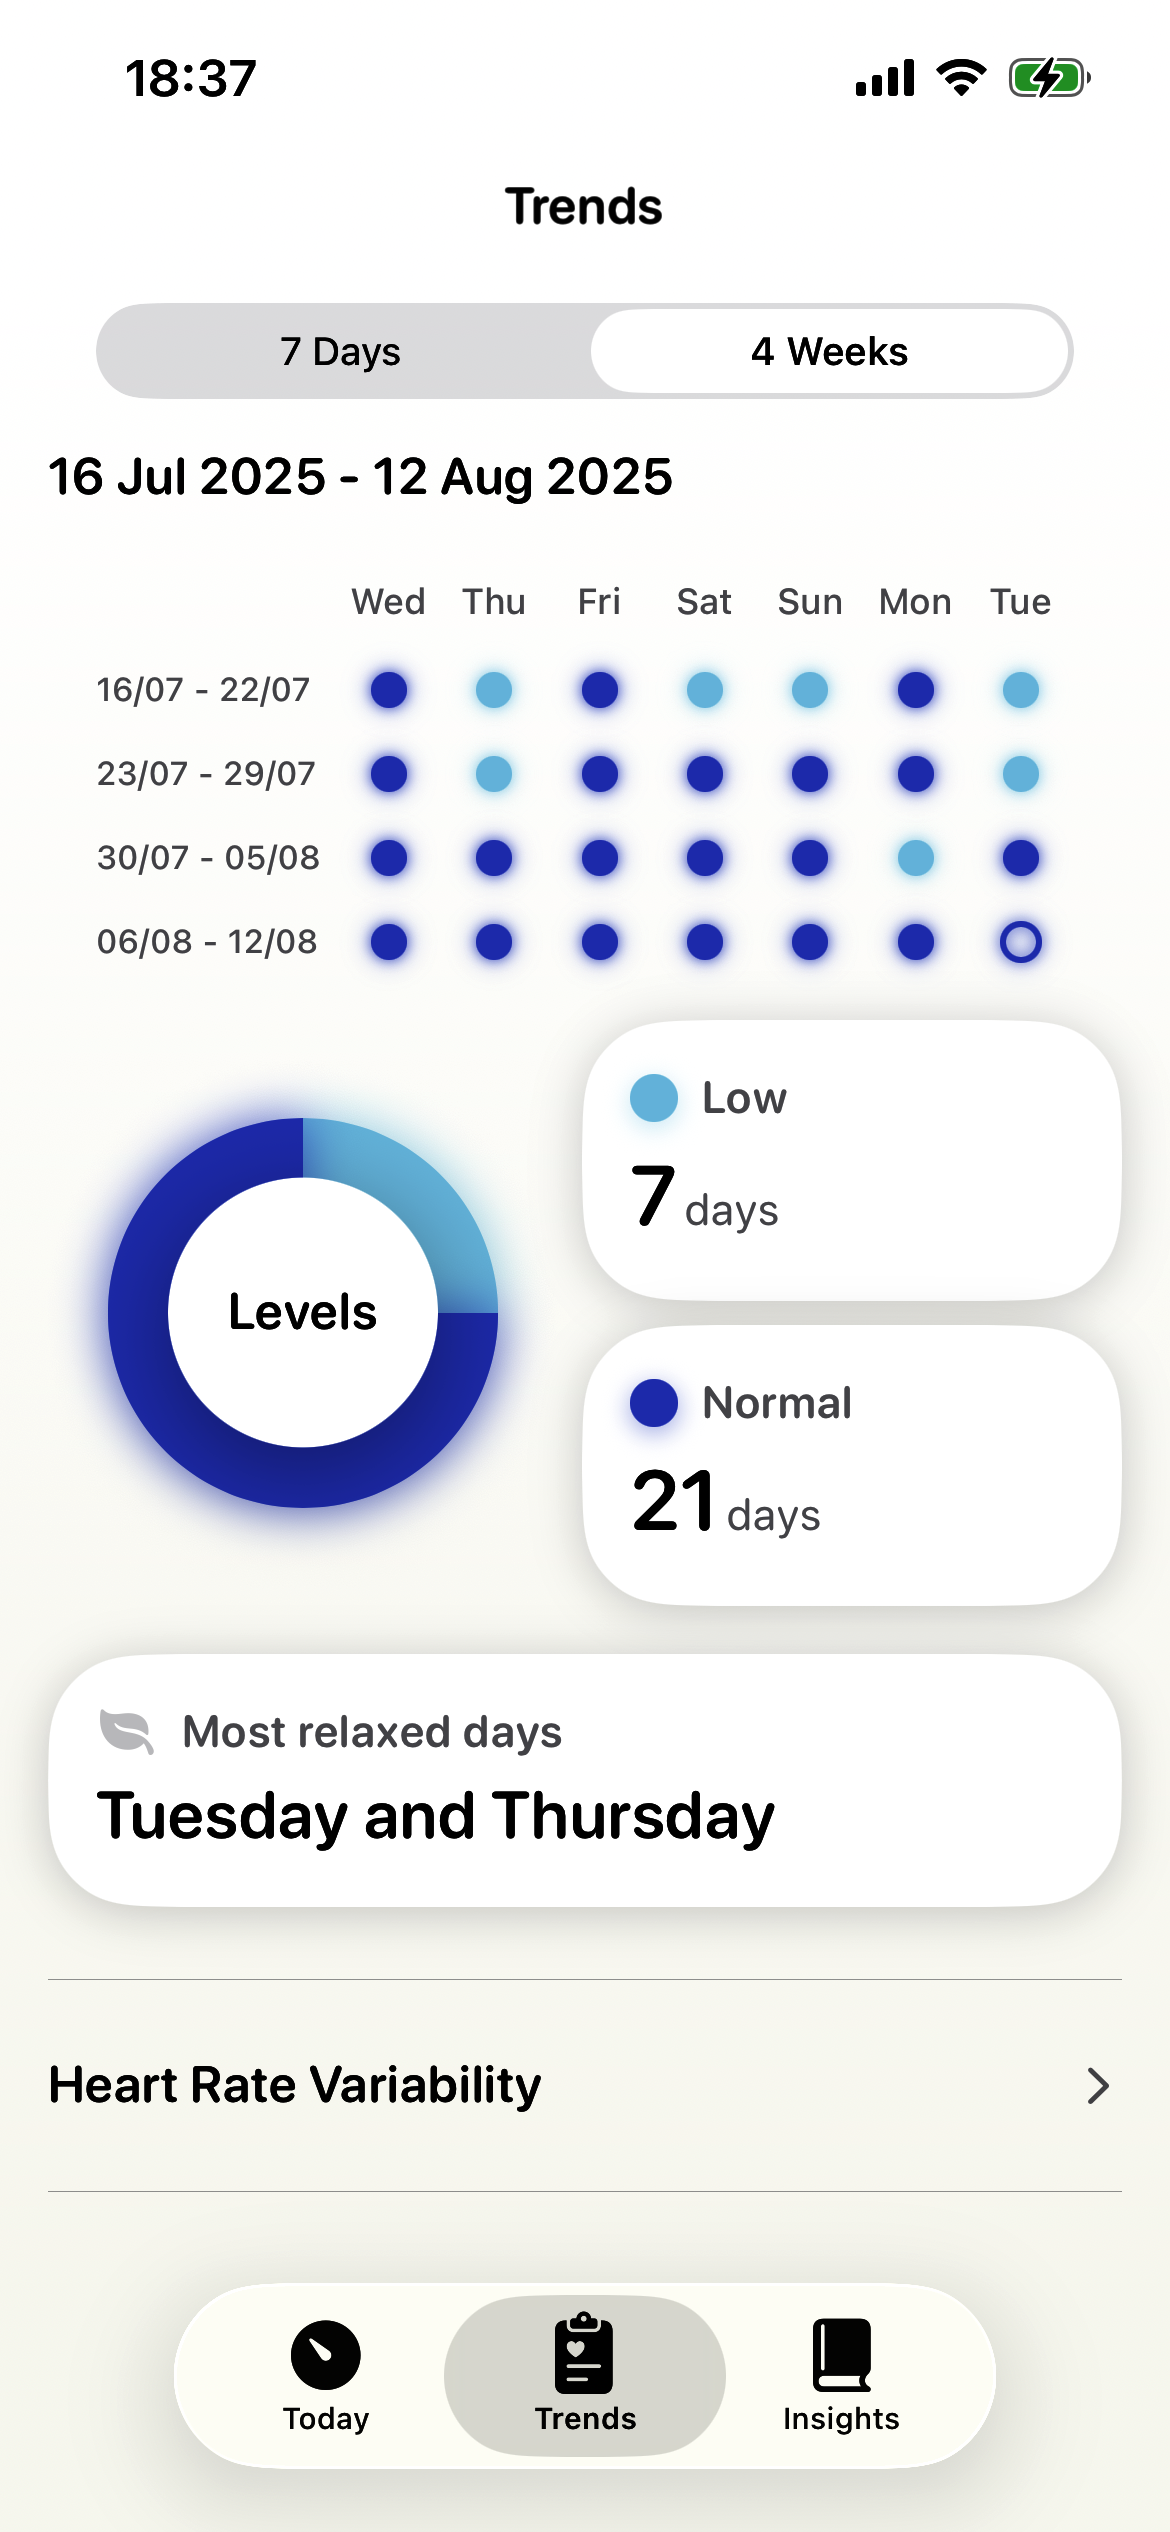 18:37
Trends
7 Days 4 Weeks
16 Jul 2025 - 12 Aug 2025
Wed Thu Fri Sat Sun Mon Tue
16/07 - 22/07
23/07 - 29/07
30/07 - 05/08
06/08 - 12/08
Levels
Low
7 days
Normal
21 days
Most relaxed days
Tuesday and Thursday
Heart Rate Variability
Today Trends Insights